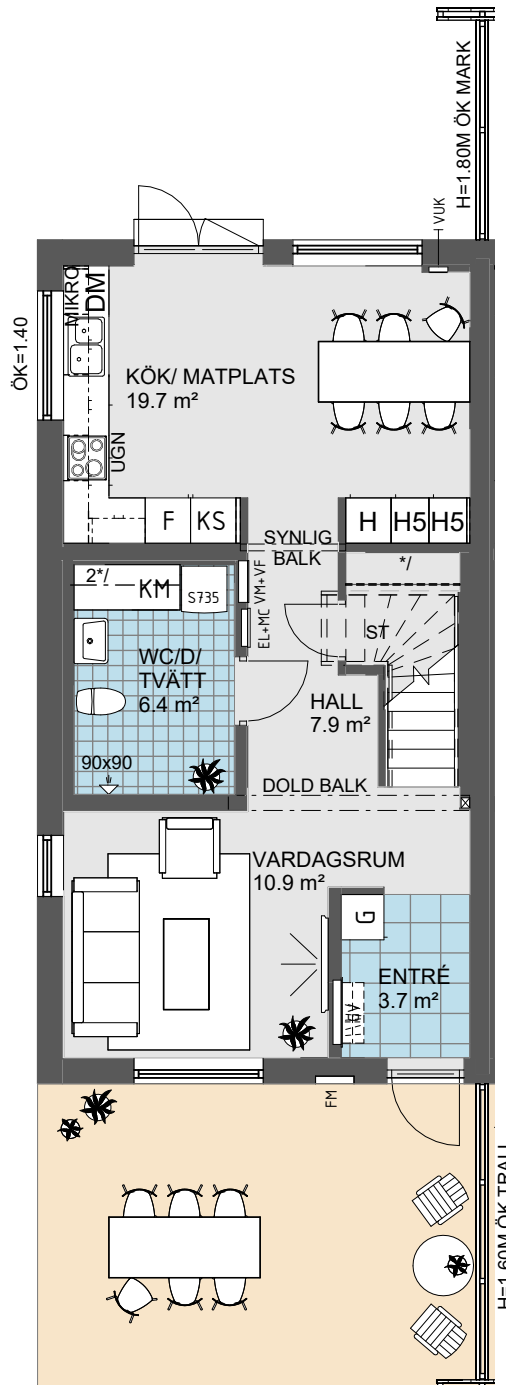 H=1.80M ÖK MARK
VUK
MIKRO
DM
ÖK=1.40
KÖK/ MATPLATS
19.7 m²
UGN
F
KS
H
H5
H5
SYNLIG
BALK
*/
2*/
KM
S735
VM+VF
EL+MC
ST
WC/D/
TVÄTT
6.4 m²
HALL
7.9 m²
90x90
DOLD BALK
VARDAGSRUM
10.9 m²
G
ENTRÉ
3.7 m²
FM
H=1.60M ÖK TRALL